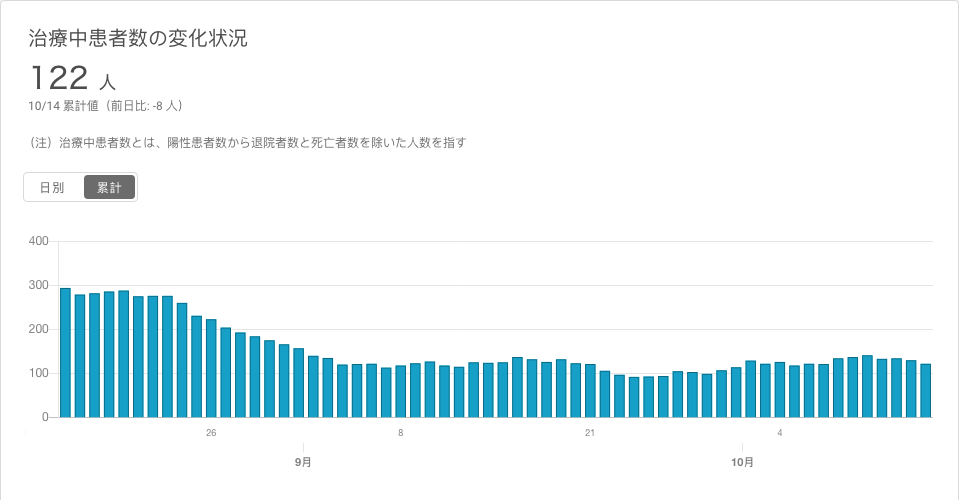 治療中患者数の変化状況
122 人
10/14 累計値（前日比: -8 人）
（注）治療中患者数とは、陽性患者数から退院者数と死亡者数を除いた人数を指す
日別 累計
400
300
200
100
0
26 8 21 4
9月 10月